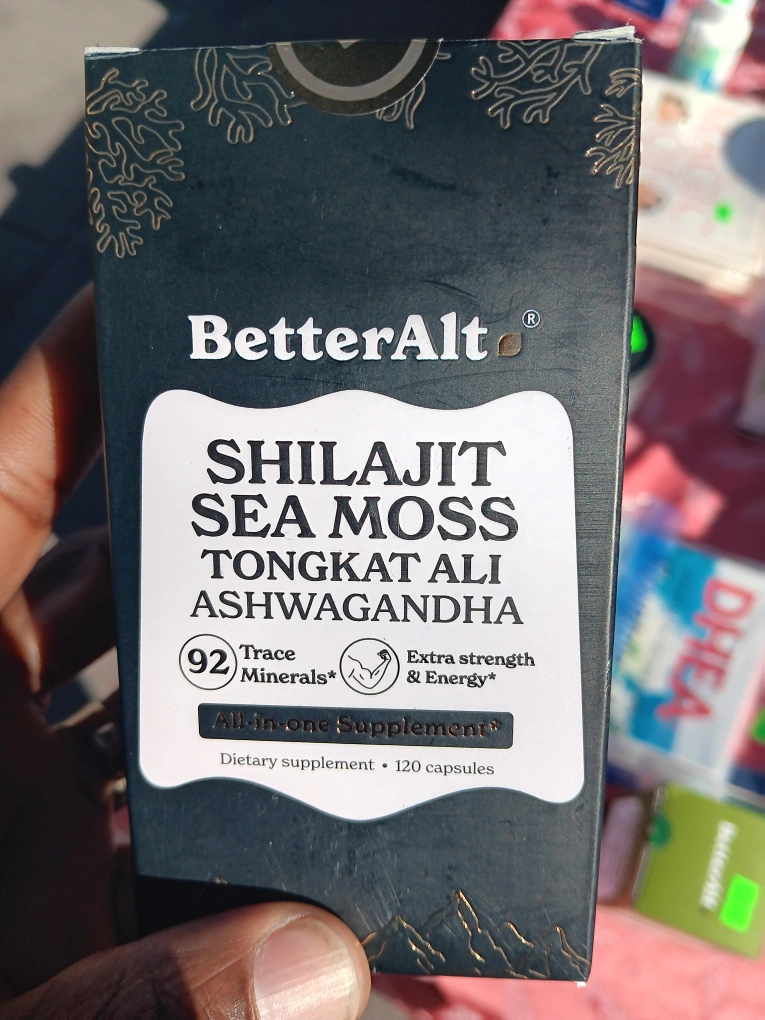 BetterAlt ®
SHILAJIT
SEA MOSS
TONGKAT ALI
ASHWAGANDHA
92 Trace
Minerals*
Extra strength
& Energy*
All-in-one Supplement*
Dietary supplement • 120 capsules
DHEA
BetterAlt